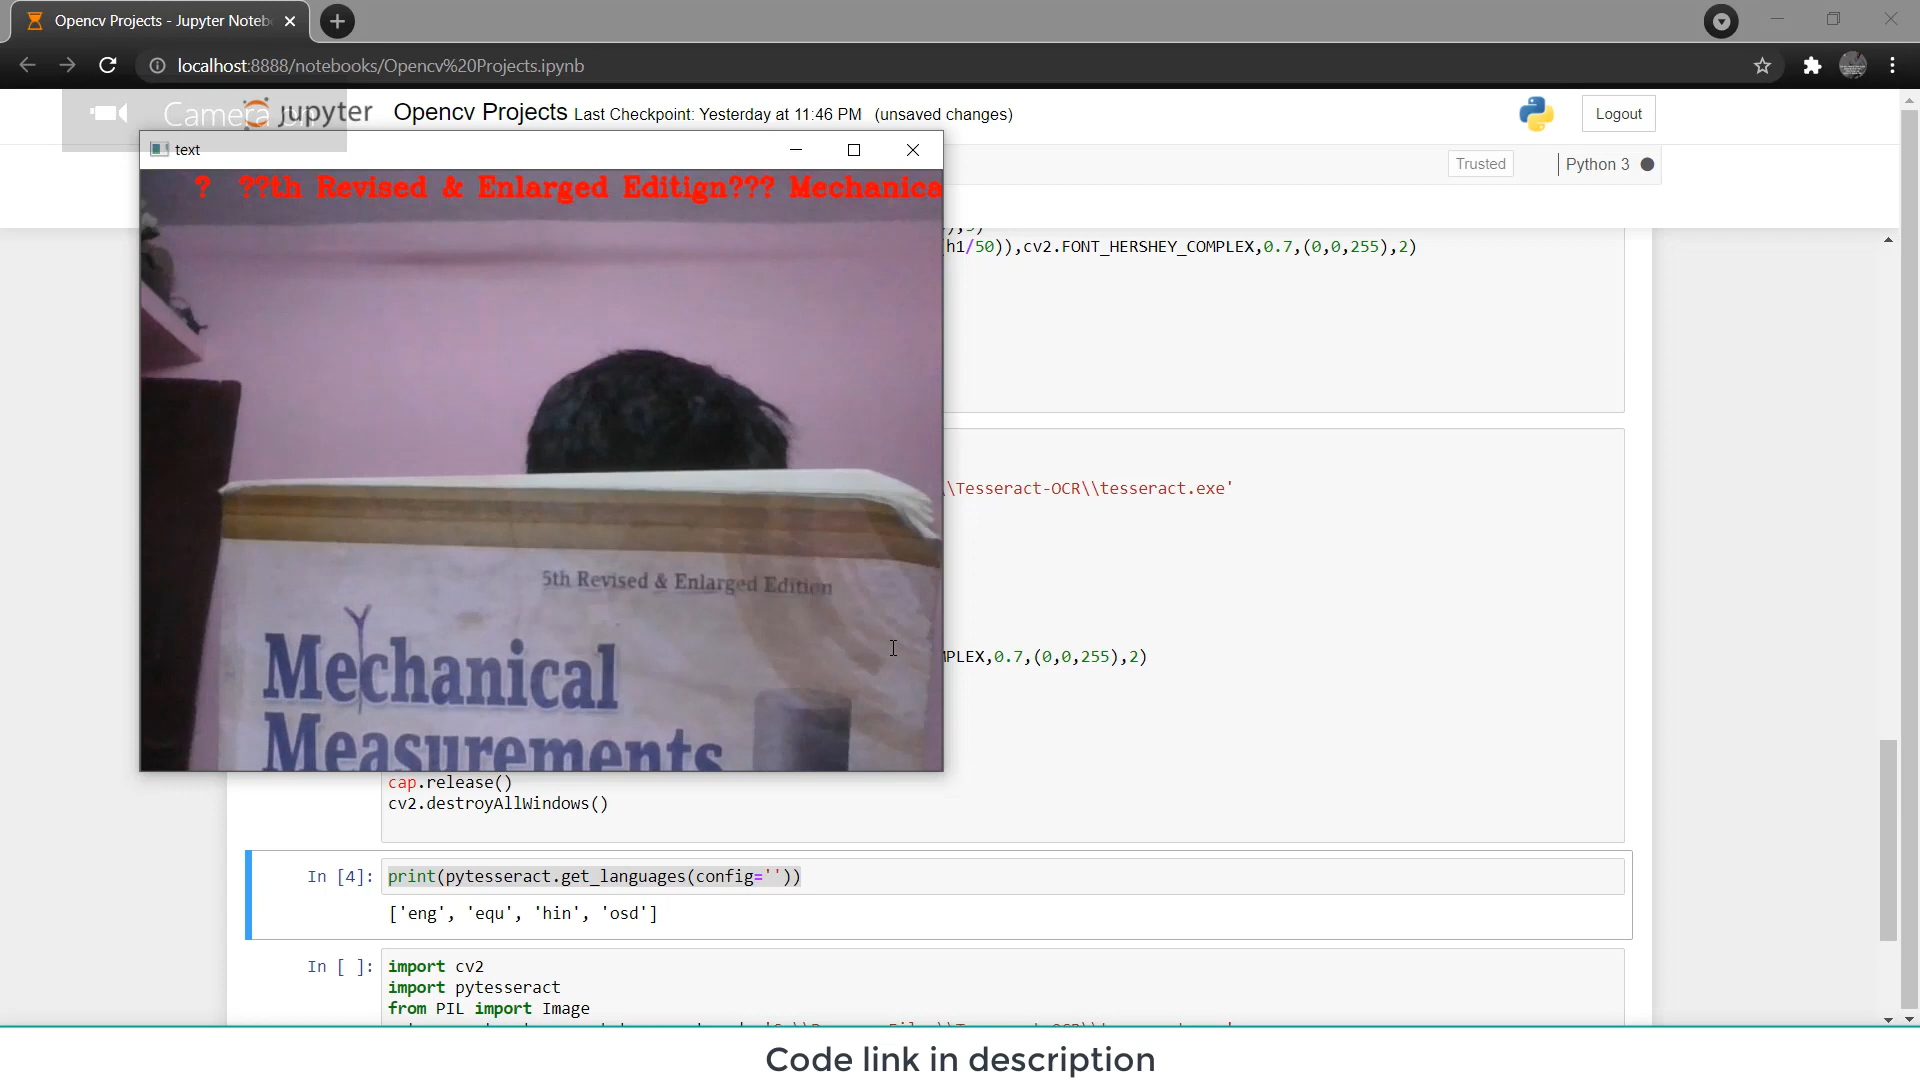 Opencv Projects - Jupyter Noteb
localhost:8888/notebooks/Opencv%20Projects.ipynb
Camera on
jupyter Opencv Projects Last Checkpoint: Yesterday at 11:46 PM (unsaved changes)
Logout
text
Trusted
Python 3
? ??th Revised & Enlarged Editign??? Mechanica
h1/50)),cv2.FONT_HERSHEY_COMPLEX,0.7,(0,0,255),2)
\\Tesseract-OCR\\tesseract.exe'
5th Revised & Enlarged Edition
Mechanical
MPLEX,0.7,(0,0,255),2)
Measurements
cap.release()
cv2.destroyAllWindows()
In [4]: print(pytesseract.get_languages(config=''))
['eng', 'equ', 'hin', 'osd']
In [ ]: import cv2
import pytesseract
from PIL import Image
Code link in description